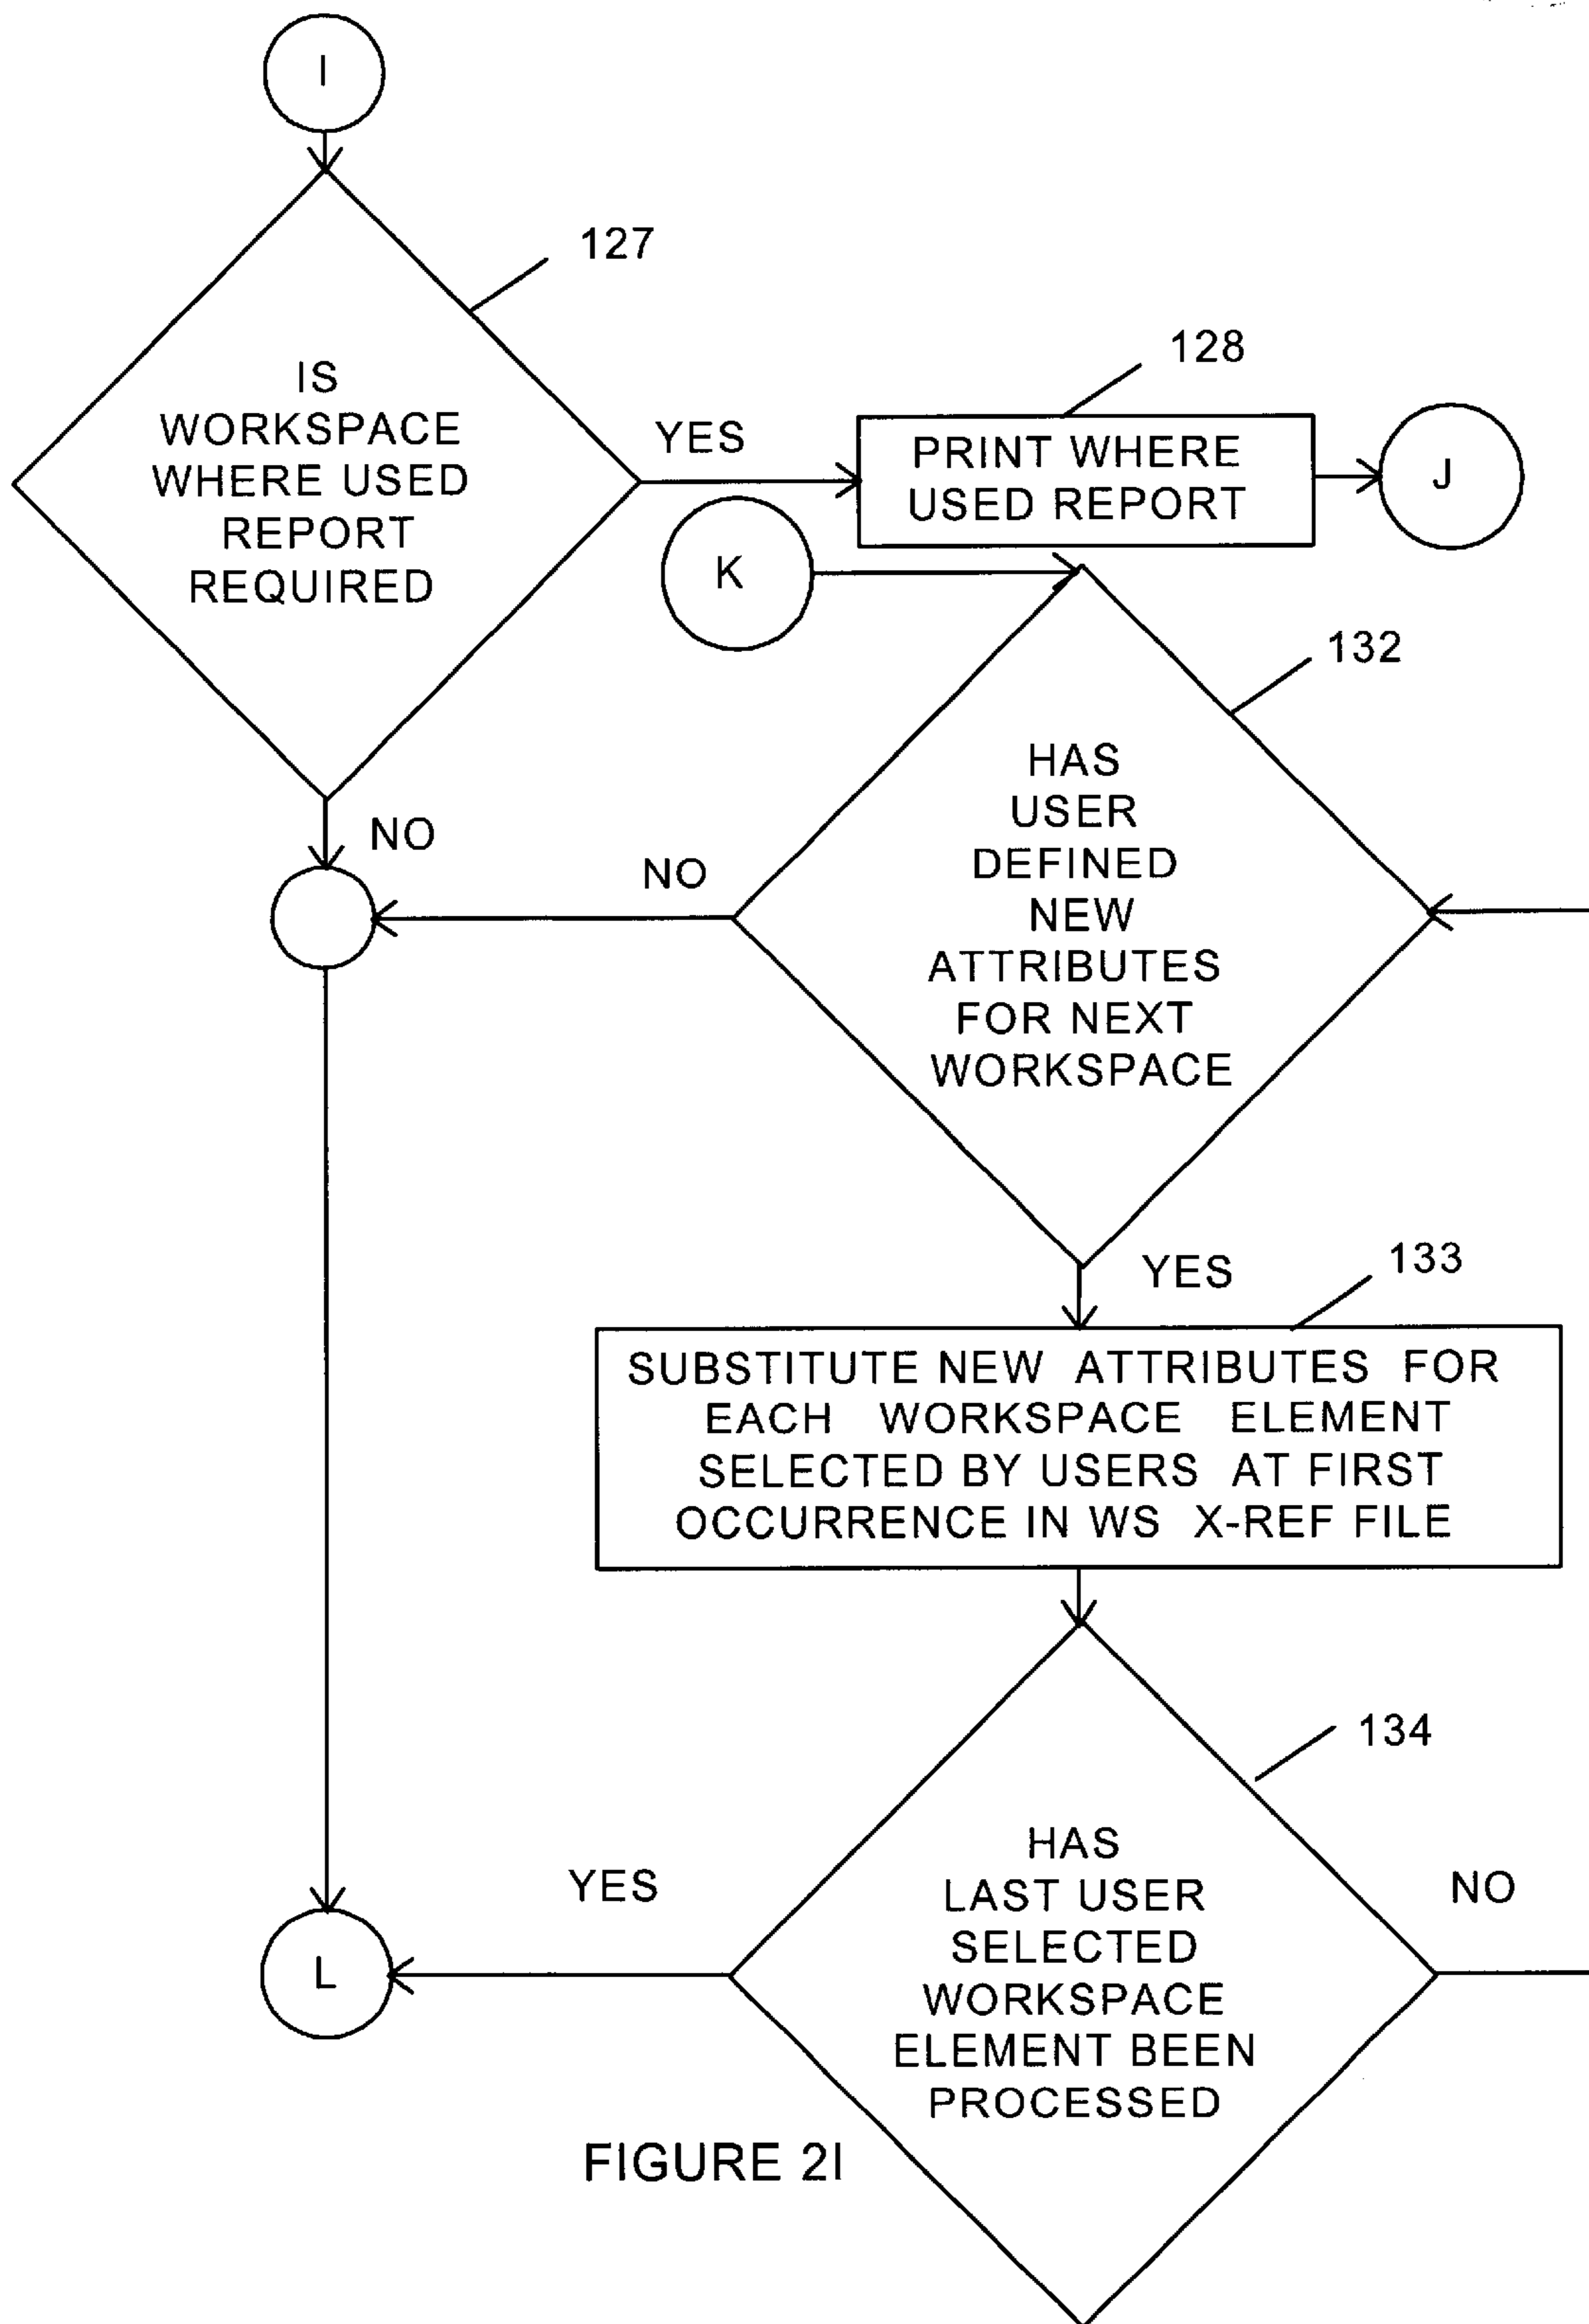 I
127
IS
WORKSPACE
WHERE USED
REPORT
REQUIRED
YES
128
PRINT WHERE
USED REPORT
J
K
132
HAS
USER
DEFINED
NEW
ATTRIBUTES
FOR NEXT
WORKSPACE
NO
NO
YES
133
SUBSTITUTE NEW ATTRIBUTES FOR
EACH WORKSPACE ELEMENT
SELECTED BY USERS AT FIRST
OCCURRENCE IN WS X-REF FILE
134
HAS
LAST USER
SELECTED
WORKSPACE
ELEMENT BEEN
PROCESSED
YES
NO
L
FIGURE 2I